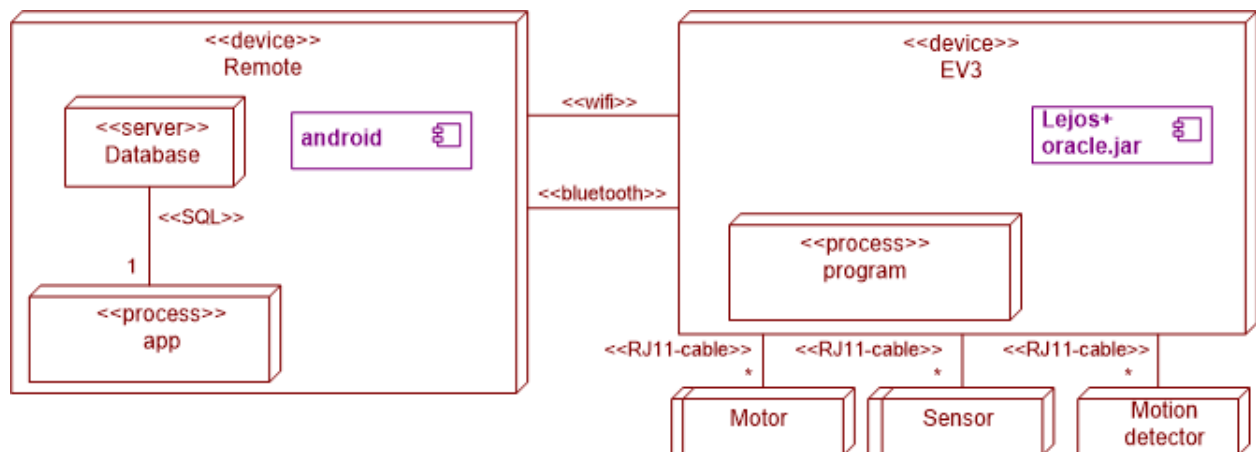 <<device>>
Remote
<<server>>
Database
android
<<SQL>>
1
<<process>>
app
<<wifi>>
<<bluetooth>>
<<device>>
EV3
Lejos+
oracle.jar
<<process>>
program
<<RJ11-cable>>
*
<<RJ11-cable>>
*
<<RJ11-cable>>
*
Motor
Sensor
Motion
detector